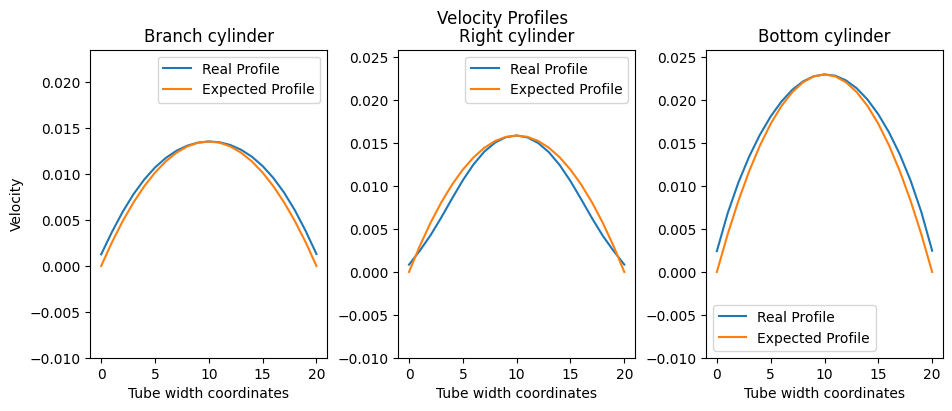 Velocity Profiles
Branch cylinder
Velocity
0.020
0.015
0.010
0.005
0.000
−0.005
−0.010
Real Profile
Expected Profile
0 5 10 15 20
Tube width coordinates
Right cylinder
0.025
0.020
0.015
0.010
0.005
0.000
−0.005
−0.010
Real Profile
Expected Profile
0 5 10 15 20
Tube width coordinates
Bottom cylinder
0.025
0.020
0.015
0.010
0.005
0.000
−0.005
−0.010
Real Profile
Expected Profile
0 5 10 15 20
Tube width coordinates